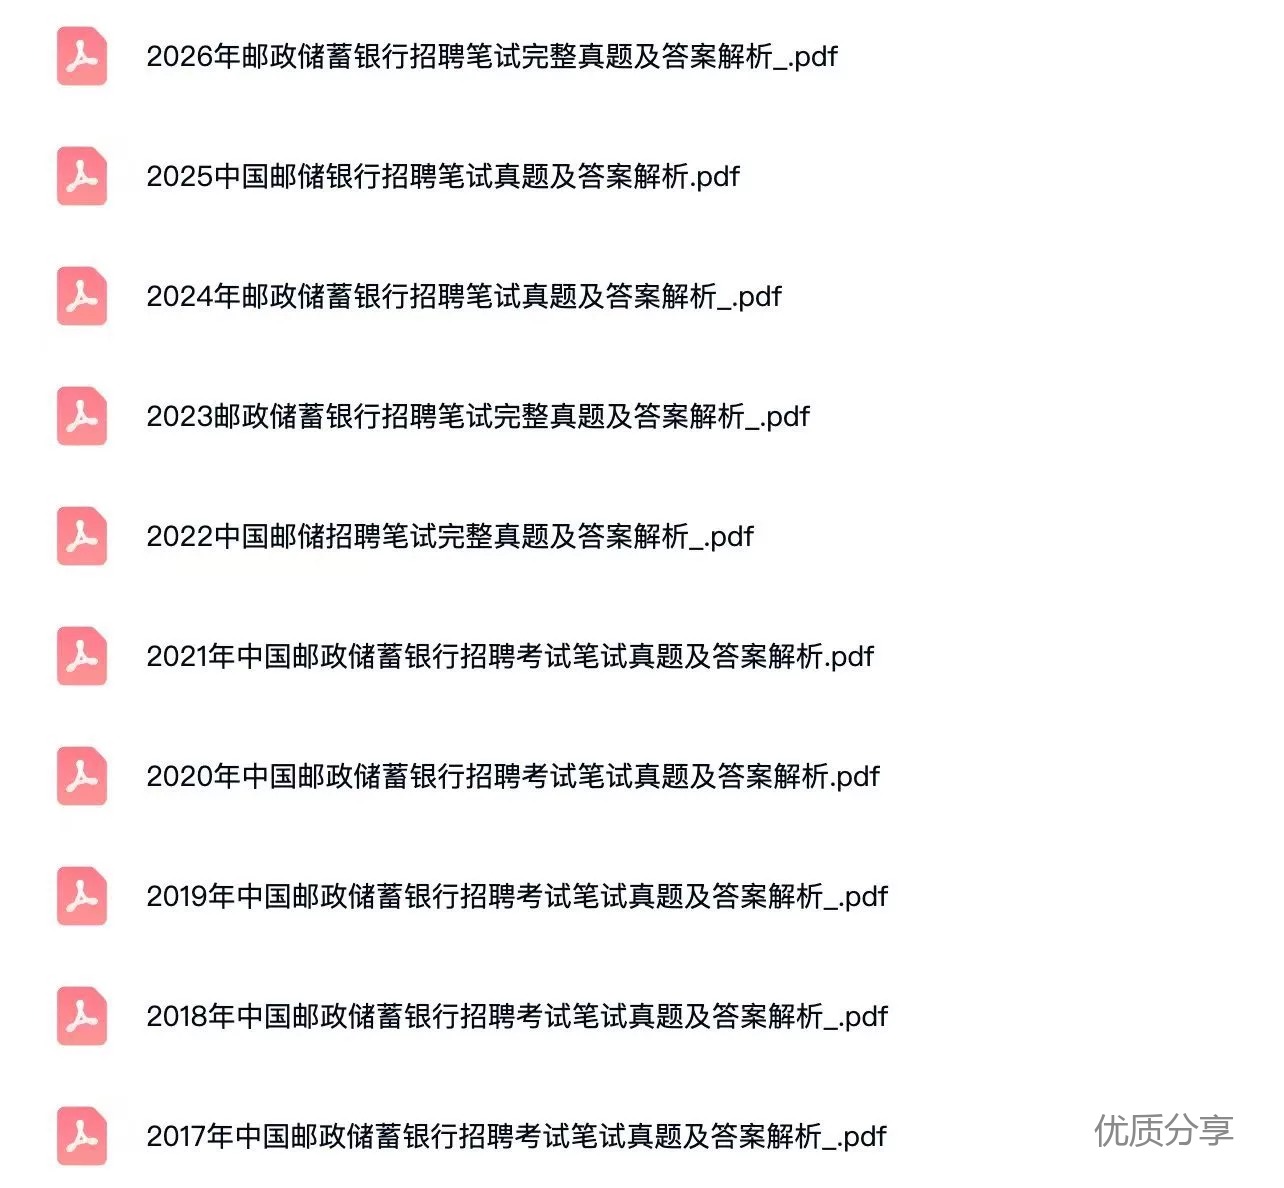 2026年邮政储蓄银行招聘笔试完整真题及答案解析_.pdf
2025中国邮储银行招聘笔试真题及答案解析.pdf
2024年邮政储蓄银行招聘笔试真题及答案解析_.pdf
2023邮政储蓄银行招聘笔试完整真题及答案解析_.pdf
2022中国邮储招聘笔试完整真题及答案解析_.pdf
2021年中国邮政储蓄银行招聘考试笔试真题及答案解析.pdf
2020年中国邮政储蓄银行招聘考试笔试真题及答案解析.pdf
2019年中国邮政储蓄银行招聘考试笔试真题及答案解析_.pdf
2018年中国邮政储蓄银行招聘考试笔试真题及答案解析_.pdf
2017年中国邮政储蓄银行招聘考试笔试真题及答案解析_.pdf
优质分享